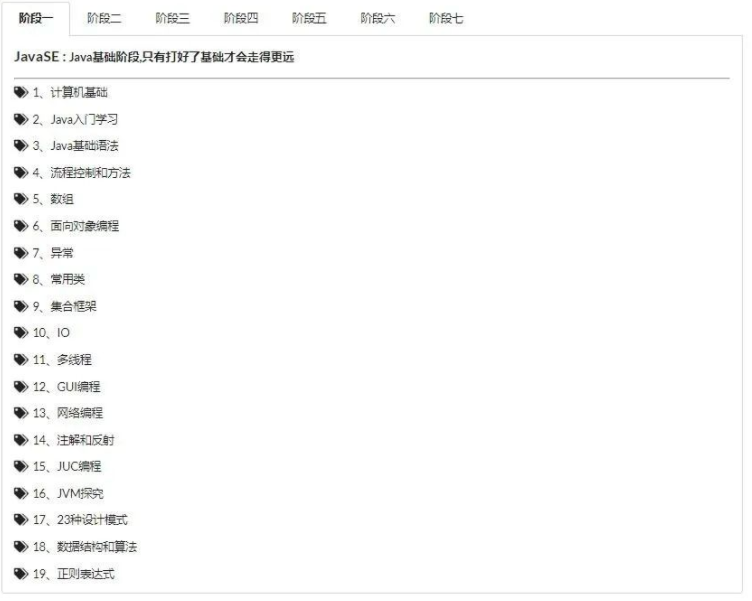 阶段一 阶段二 阶段三 阶段四 阶段五 阶段六 阶段七
JavaSE : Java基础阶段,只有打好了基础才会走得更远
1、计算机基础
2、Java入门学习
3、Java基础语法
4、流程控制和方法
5、数组
6、面向对象编程
7、异常
8、常用类
9、集合框架
10、IO
11、多线程
12、GUI编程
13、网络编程
14、注解和反射
15、JUC编程
16、JVM探究
17、23种设计模式
18、数据结构和算法
19、正则表达式